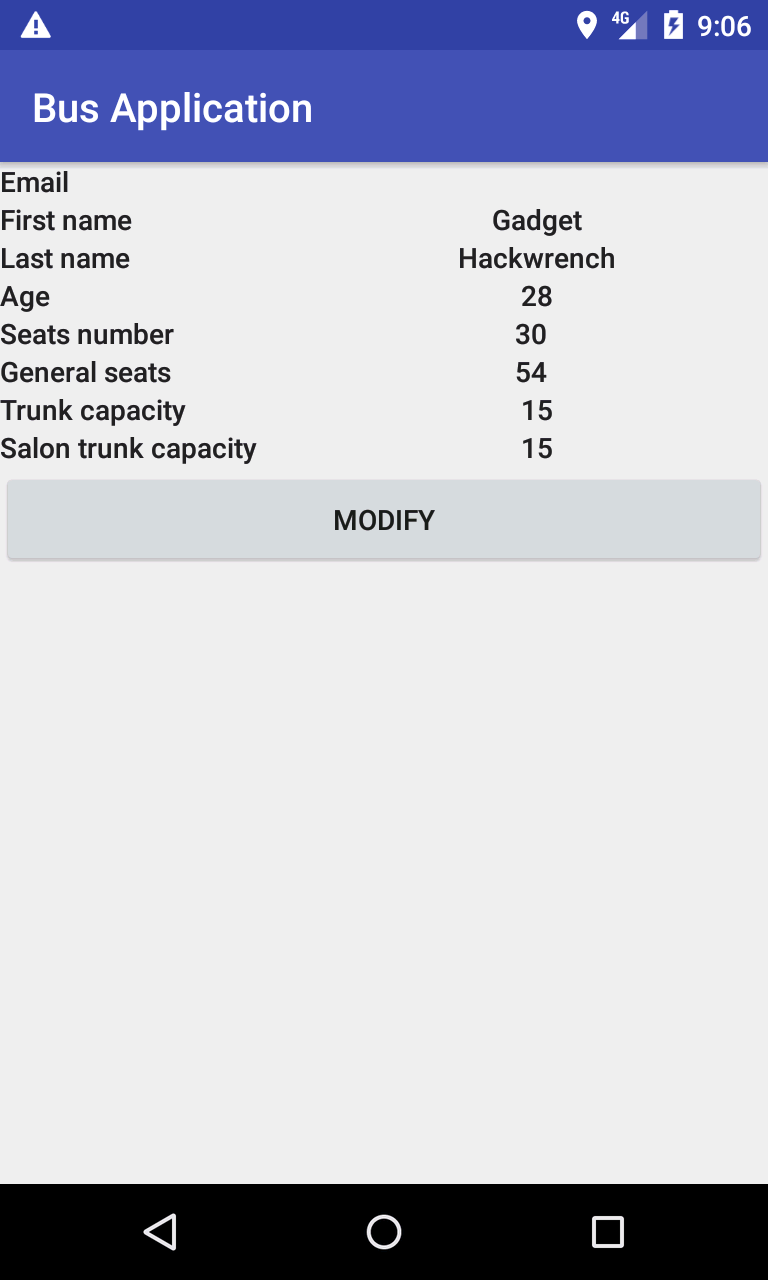 4G 9:06
Bus Application
Email
First name Gadget
Last name Hackwrench
Age 28
Seats number 30
General seats 54
Trunk capacity 15
Salon trunk capacity 15
MODIFY